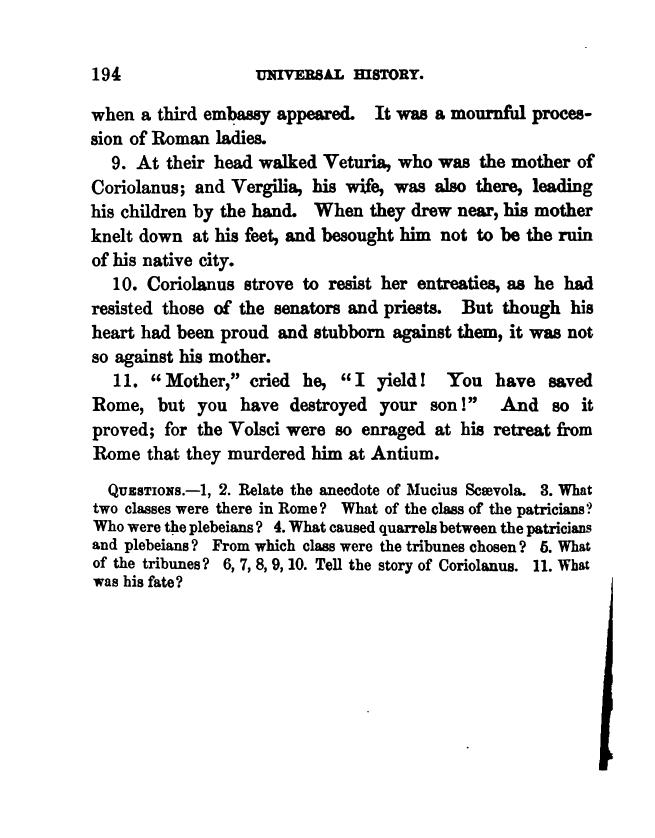 194 UNIVERSAL HISTORY.
when a third embassy appeared. It was a mournful proces-
sion of Roman ladies.
9. At their head walked Veturia, who was the mother of
Coriolanus; and Vergilia, his wife, was also there, leading
his children by the hand. When they drew near, his mother
knelt down at his feet, and besought him not to be the ruin
of his native city.
10. Coriolanus strove to resist her entreaties, as he had
resisted those of the senators and priests. But though his
heart had been proud and stubborn against them, it was not
so against his mother.
11. “Mother,” cried he, “I yield! You have saved
Rome, but you have destroyed your son!” And so it
proved; for the Volsci were so enraged at his retreat from
Rome that they murdered him at Antium.
QUESTIONS.—1, 2. Relate the anecdote of Mucius Scævola. 3. What
two classes were there in Rome? What of the class of the patricians?
Who were the plebeians? 4. What caused quarrels between the patricians
and plebeians? From which class were the tribunes chosen? 5. What
of the tribunes? 6, 7, 8, 9, 10. Tell the story of Coriolanus. 11. What
was his fate?